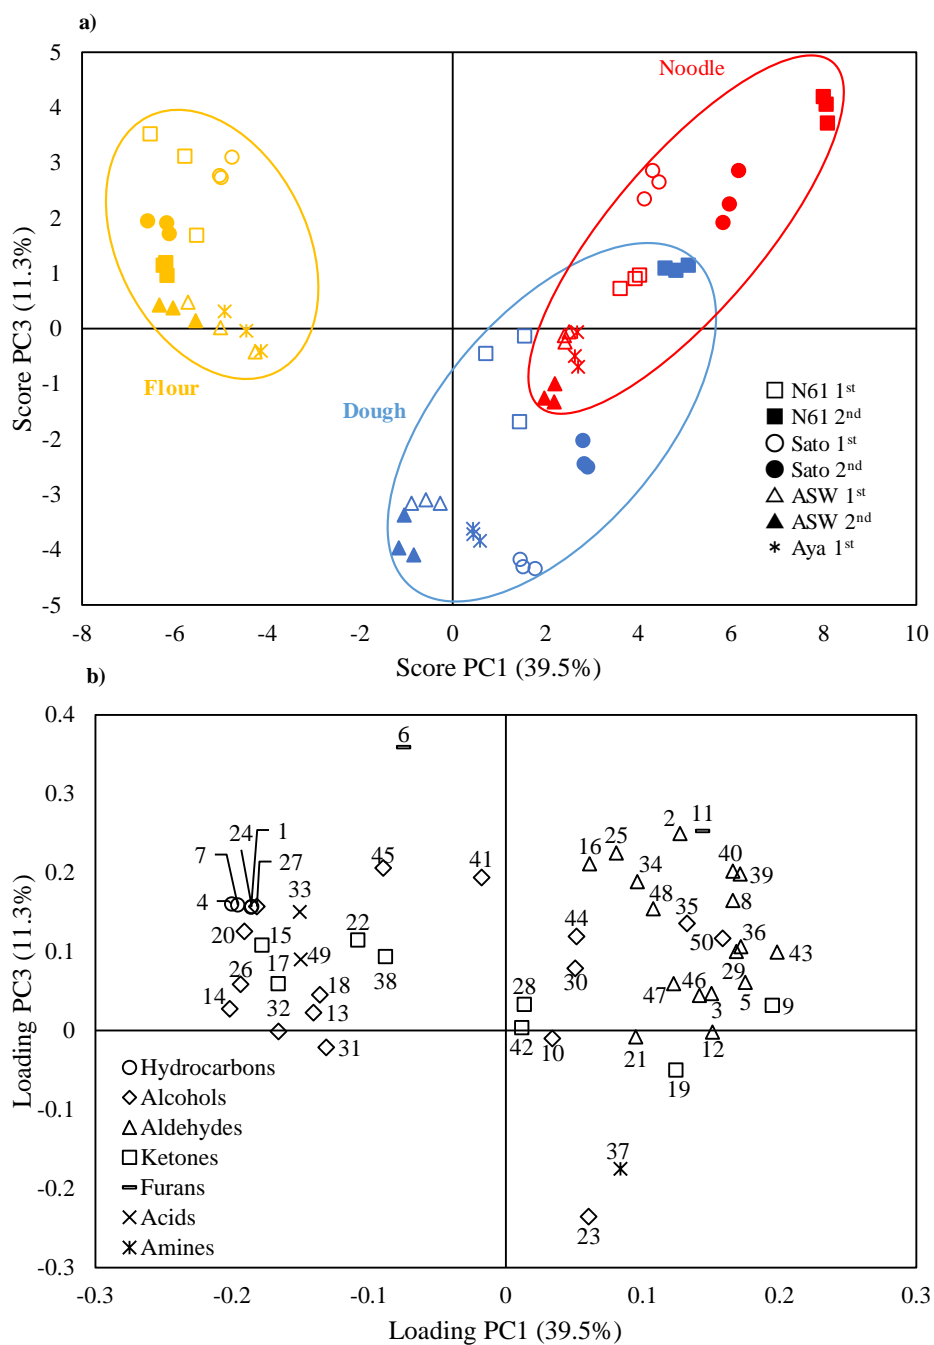 a)
5
4
3
2
1
0
-1
-2
-3
-4
-5
Score PC3 (11.3%)
Noodle
Flour
Dough
N61 1st
N61 2nd
Sato 1st
Sato 2nd
ASW 1st
ASW 2nd
Aya 1st
-8 -6 -4 -2 0 2 4 6 8 10
Score PC1 (39.5%)
b)
0.4
0.3
0.2
0.1
0
-0.1
-0.2
-0.3
Loading PC3 (11.3%)
6
24 1
7 27
4 33 45 41
20 15 22
26 17 49 38
14 18
32 13
31
2 11
16 25 40
34 39
48 35 8
44 50 36
43
30 29
28 47 46 5 9
3
42 10 21 12
19
37
23
Hydrocarbons
Alcohols
Aldehydes
Ketones
Furans
Acids
Amines
-0.3 -0.2 -0.1 0 0.1 0.2 0.3
Loading PC1 (39.5%)